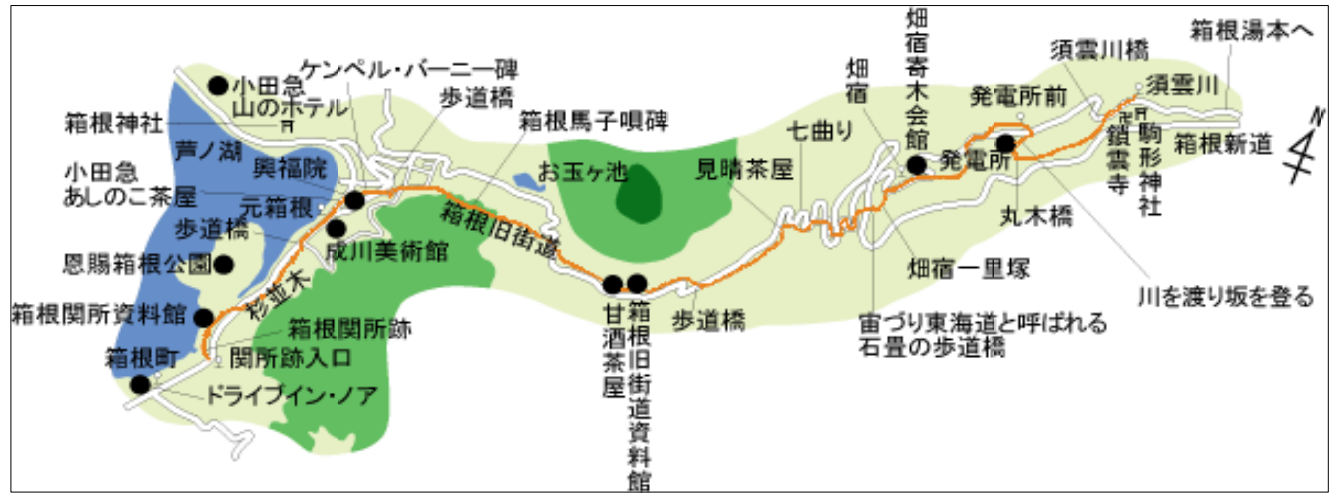 ケンペル・バーニー碑
小田急
山のホテル
歩道橋
箱根神社
箱根馬子唄碑
芦ノ湖
興福院
小田急
あしのこ茶屋
元箱根
歩道橋
成川美術館
恩賜箱根公園
杉並木
箱根関所資料館
箱根関所跡
箱根町
関所跡入口
ドライブイン・ノア
箱根旧街道
お玉ヶ池
甘酒茶屋
箱根旧街道資料館
歩道橋
見晴茶屋
七曲り
畑宿
畑宿寄木会館
畑宿一里塚
宙づり東海道と呼ばれる
石畳の歩道橋
発電所前
発電所
須雲川橋
箱根湯本へ
須雲川
箱根新道
駒形神社
鎖雲寺
丸木橋
川を渡り坂を登る
N